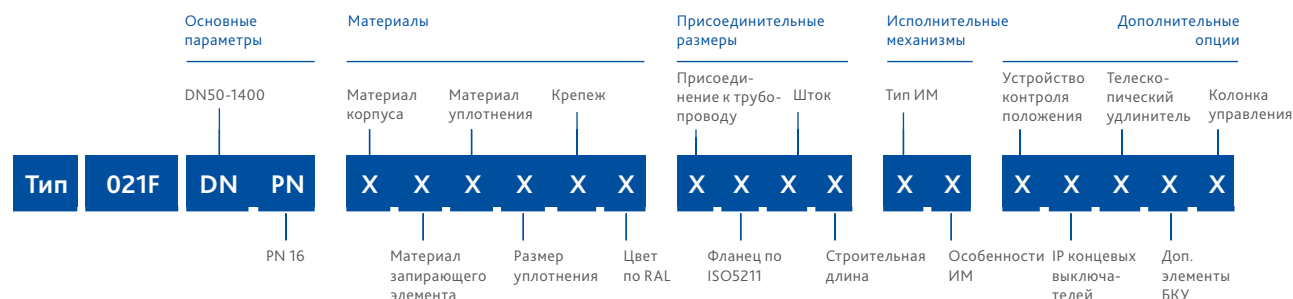 Основные
параметры
Материалы
Присоединительные
размеры
Исполнительные
механизмы
Дополнительные
опции
DN50-1400
Материал
корпуса
Материал
уплотнения
Крепеж
Присоеди-
нение к трубо-
проводу
Шток
Тип ИМ
Устройство
контроля
положения
Телеско-
пический
удлинитель
Колонка
управления
Тип 021F DN PN X X X X X X X X X X X X X X X X X
PN 16
Материал
запирающего
элемента
Размер
уплотнения
Цвет
по RAL
Фланец по
ISO5211
Строительная
длина
Особенности
ИМ
IP концевых
выключа-
телей
Доп.
элементы
БКУ